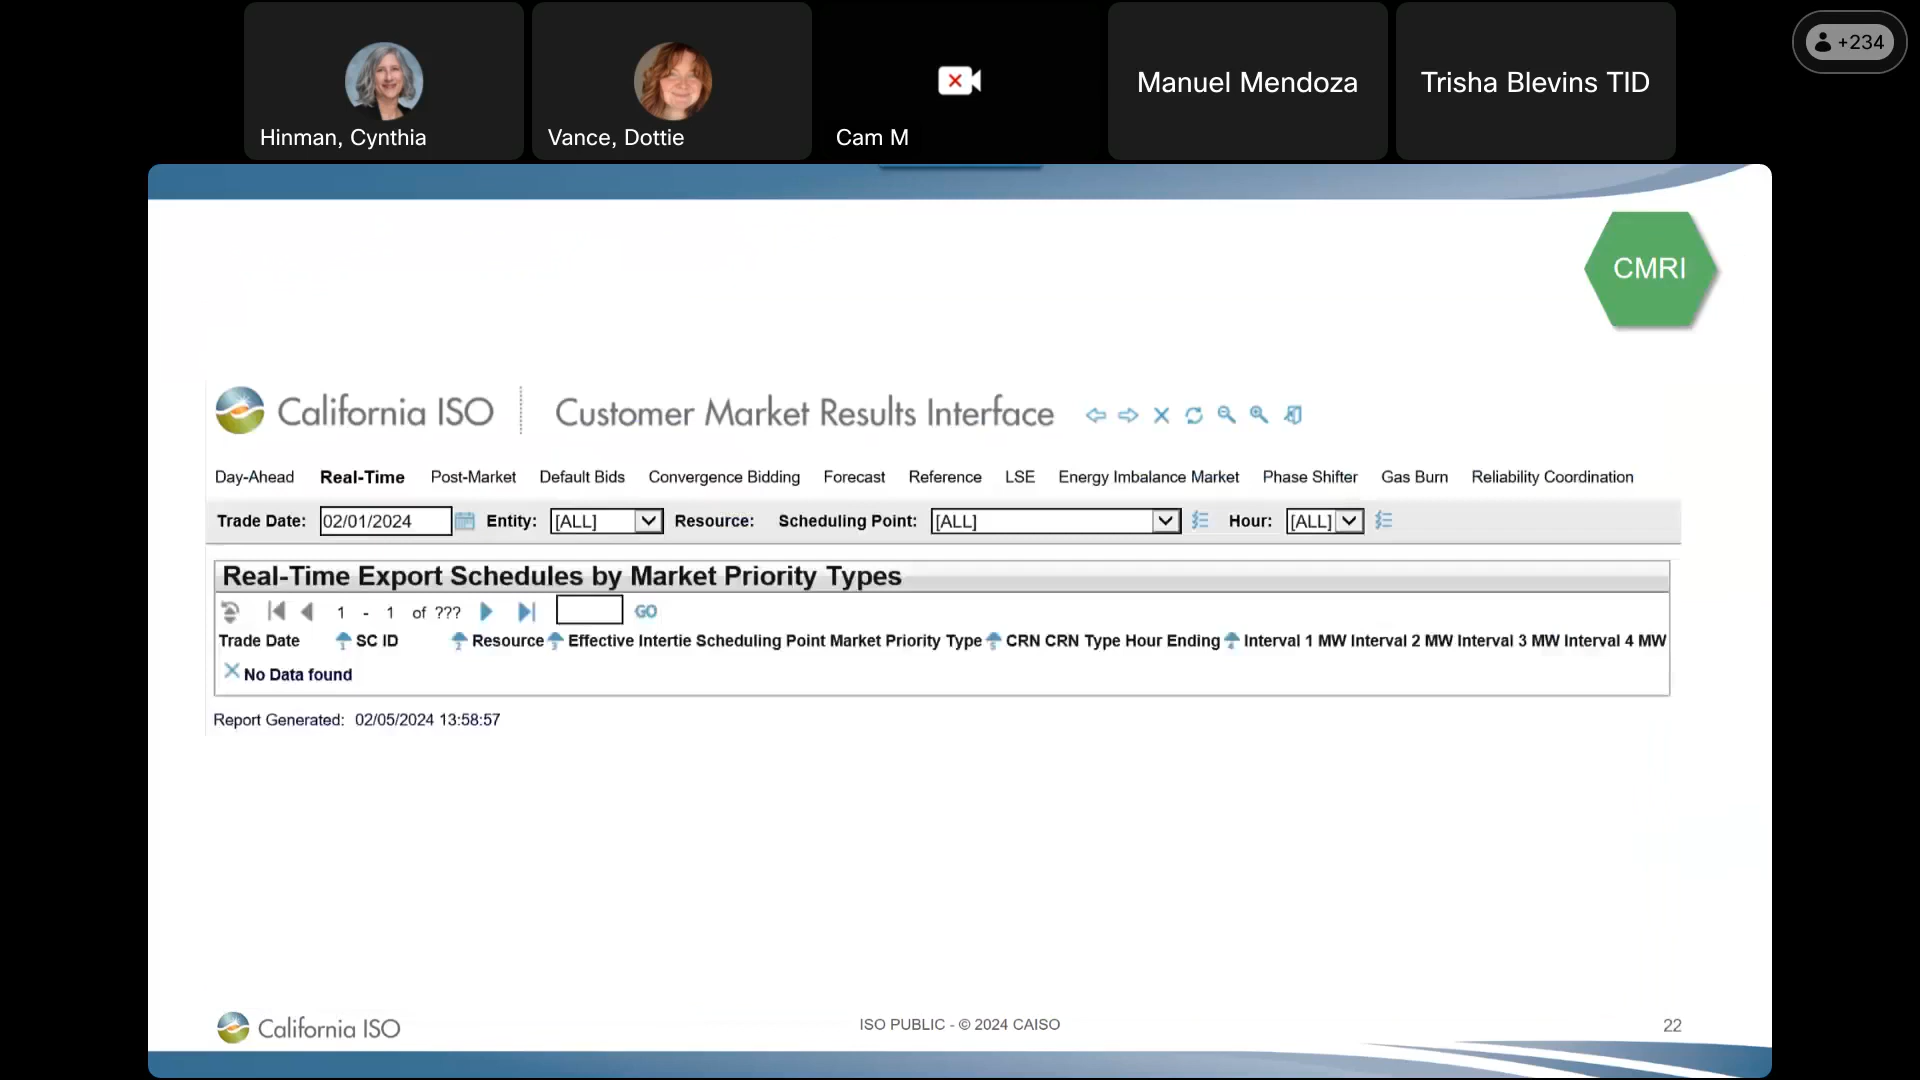 Hinman, Cynthia
Vance, Dottie
Cam M
Manuel Mendoza
Trisha Blevins TID
+234
CMRI
California ISO
Customer Market Results Interface
Day-Ahead Real-Time Post-Market Default Bids Convergence Bidding Forecast Reference LSE Energy Imbalance Market Phase Shifter Gas Burn Reliability Coordination
Trade Date: 02/01/2024 Entity: [ALL] Resource: Scheduling Point: [ALL] Hour: [ALL]
Real-Time Export Schedules by Market Priority Types
1 - 1 of ??? GO
Trade Date 1 SC ID 2 Resource 3 Effective Intertie Scheduling Point Market Priority Type 5 CRN CRN Type Hour Ending 4 Interval 1 MW Interval 2 MW Interval 3 MW Interval 4 MW
No Data found
Report Generated: 02/05/2024 13:58:57
California ISO
ISO PUBLIC - © 2024 CAISO
22